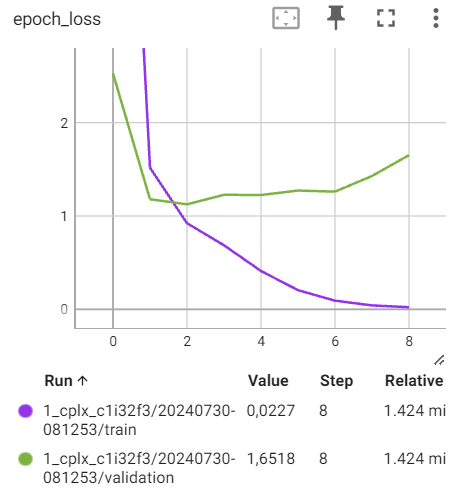 epoch_loss
2
1
0
0 2 4 6 8
Run ↑ Value Step Relative
1_cplx_c1i32f3/20240730- 0,0227 8 1.424 mi
081253/train
1_cplx_c1i32f3/20240730- 1,6518 8 1.424 mi
081253/validation